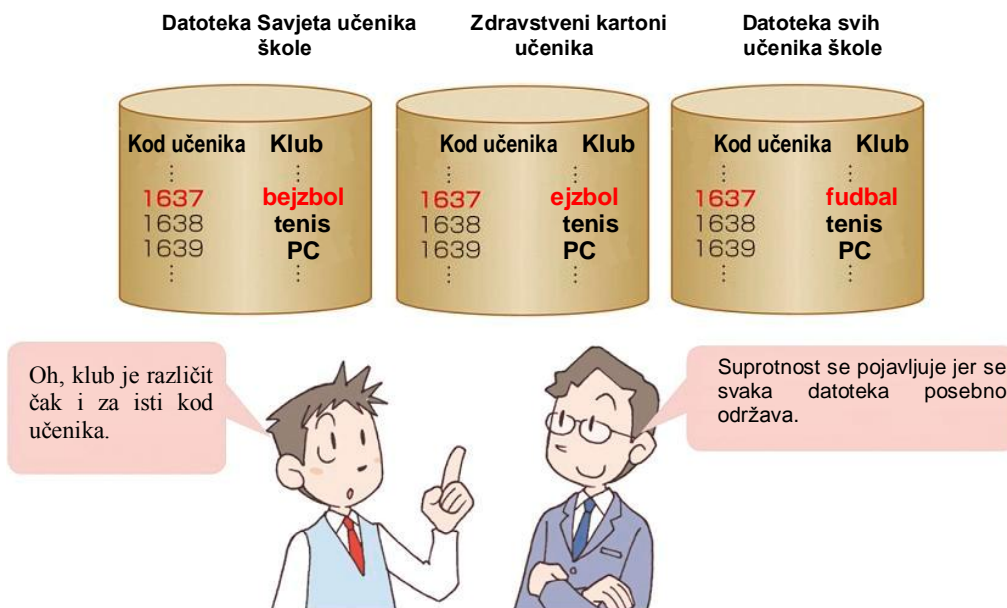 Datoteka Savjeta učenika
škole
Zdravstveni kartoni
učenika
Datoteka svih
učenika škole
Kod učenika Klub
⋮ ⋮
1637 bejzbol
1638 tenis
1639 PC
⋮ ⋮
Kod učenika Klub
⋮ ⋮
1637 ejzbol
1638 tenis
1639 PC
⋮ ⋮
Kod učenika Klub
⋮ ⋮
1637 fudbal
1638 tenis
1639 PC
⋮ ⋮
Oh, klub je različit
čak i za isti kod
učenika.
Suprotnost se pojavljuje jer se
svaka datoteka posebno
održava.